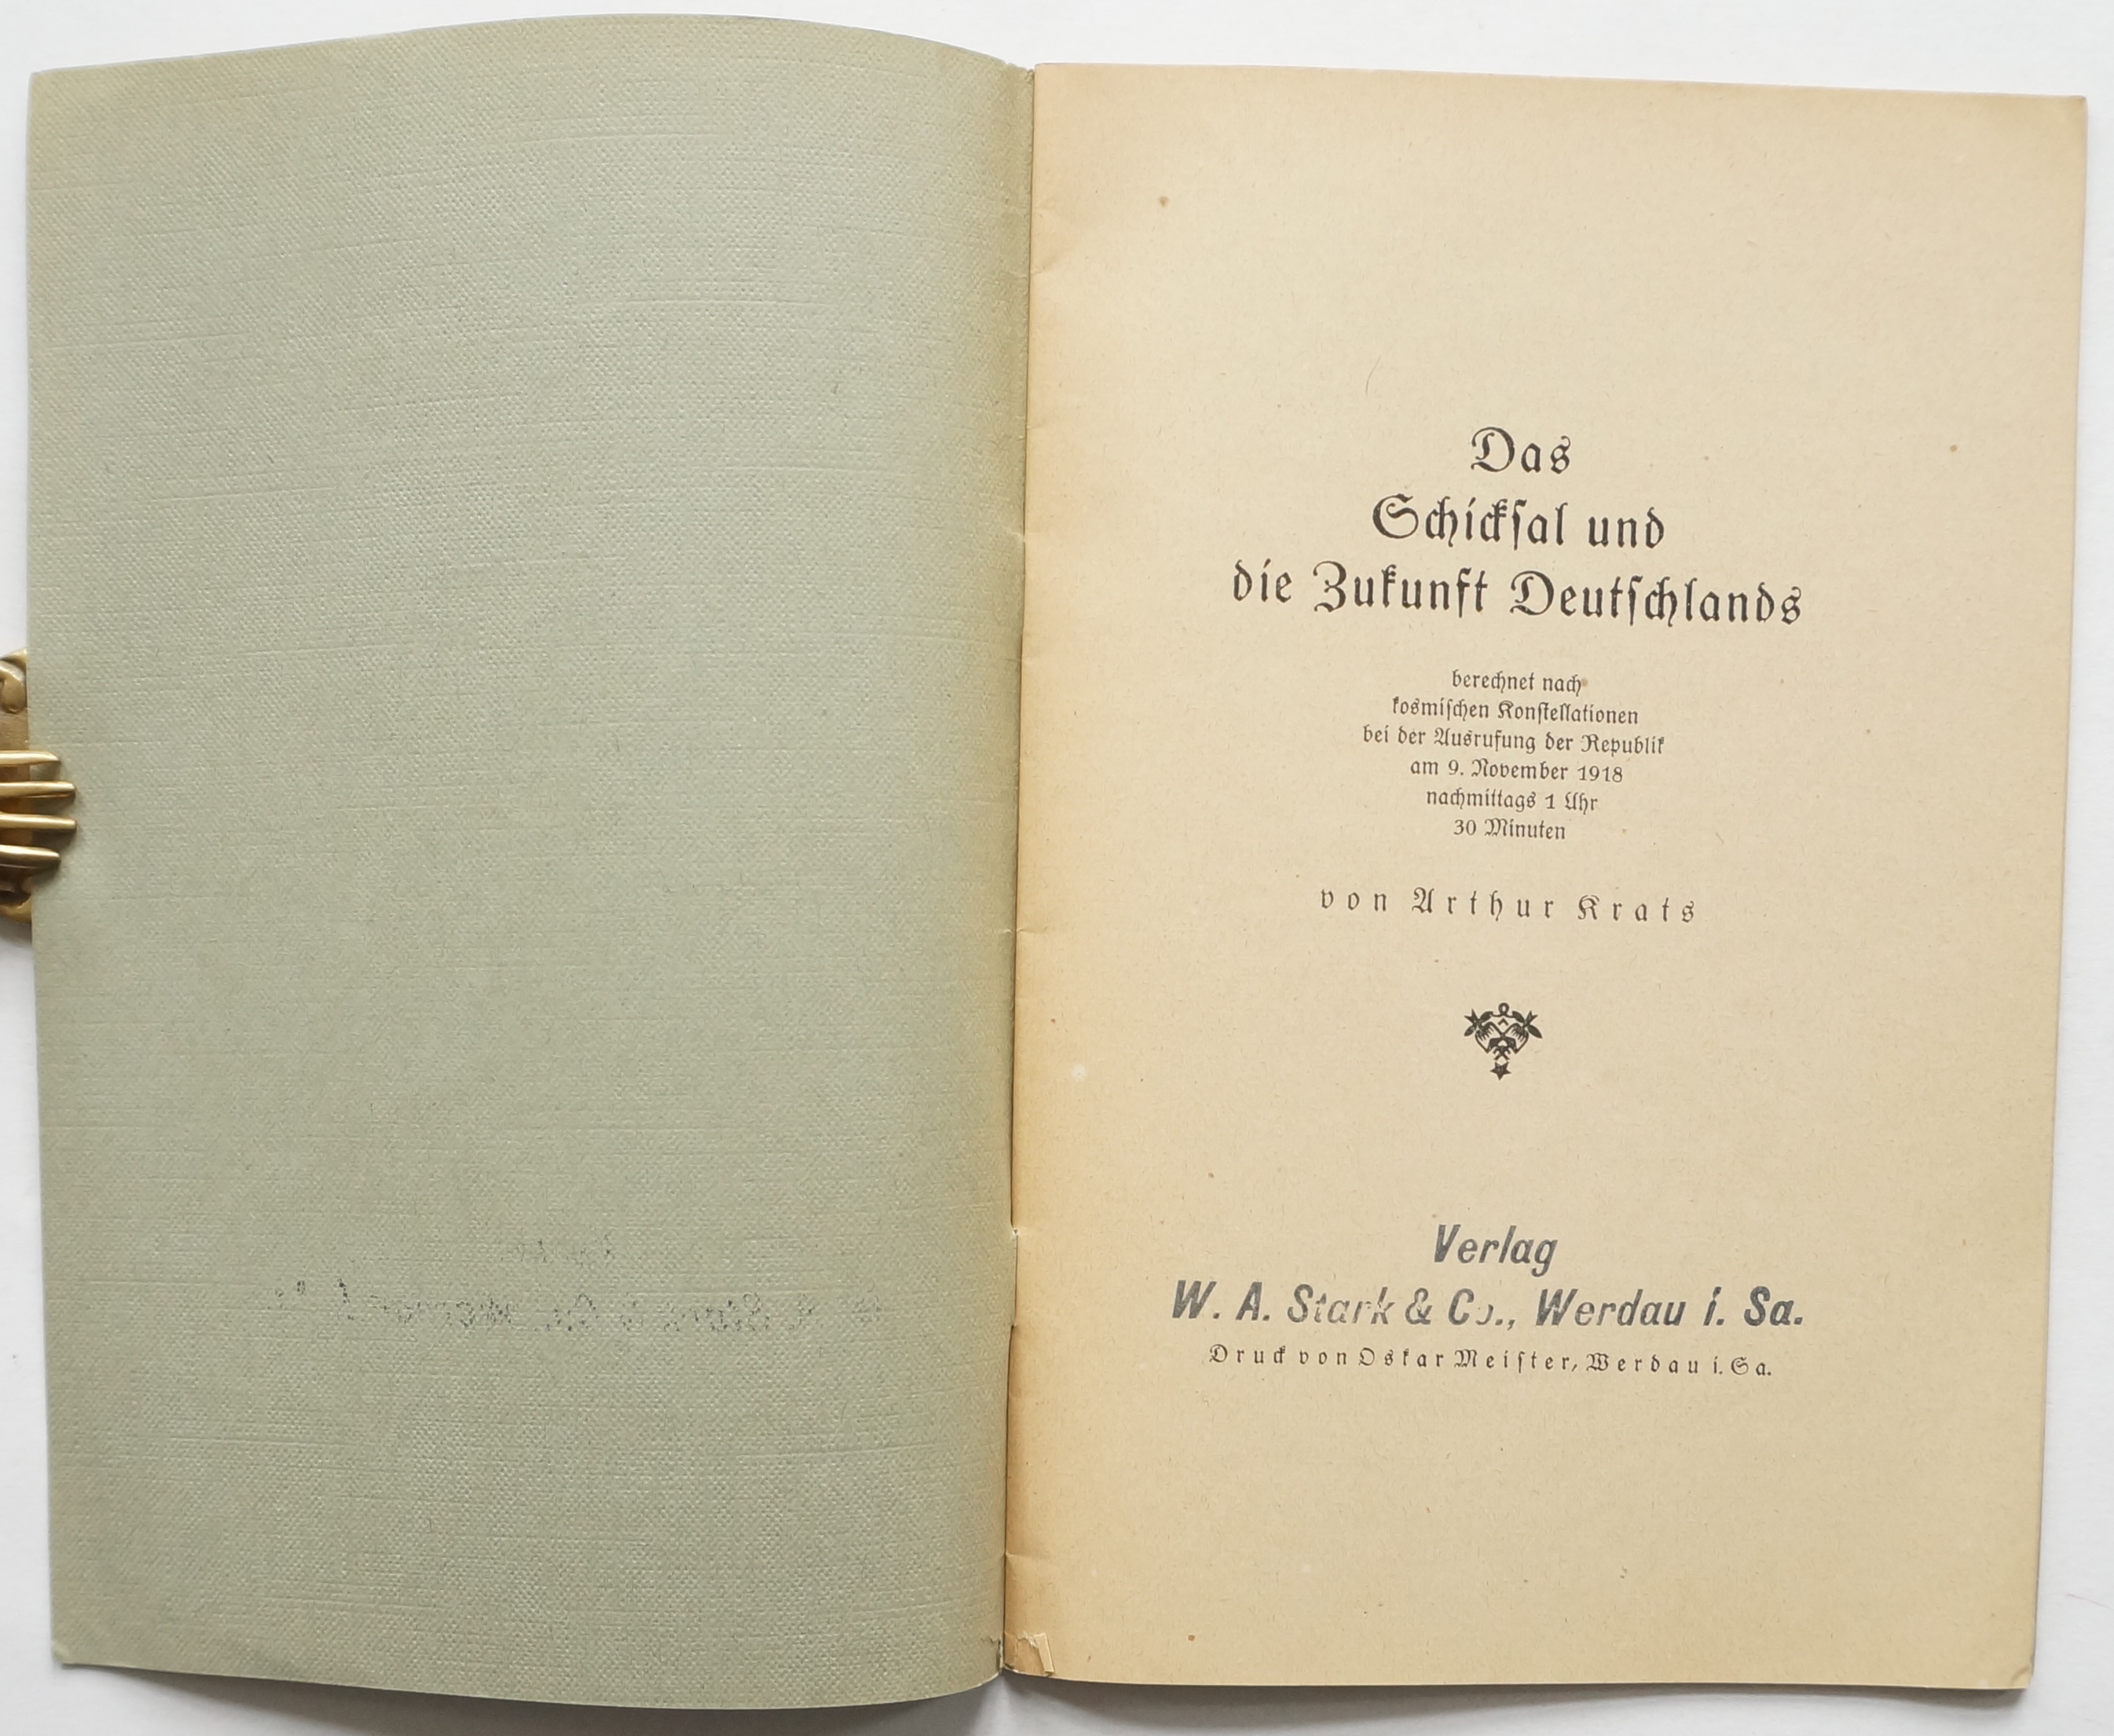 Das
Schicksal und
die Zukunft Deutschlands
berechnet nach
kosmischen Konstellationen
bei der Ausrufung der Republik
am 9. November 1918
nachmittags 1 Uhr
30 Minuten
von Arthur Krats
Verlag
W. A. Stark & Co., Werdau i. Sa.
Druck von Oskar Meister, Werdau i. Sa.